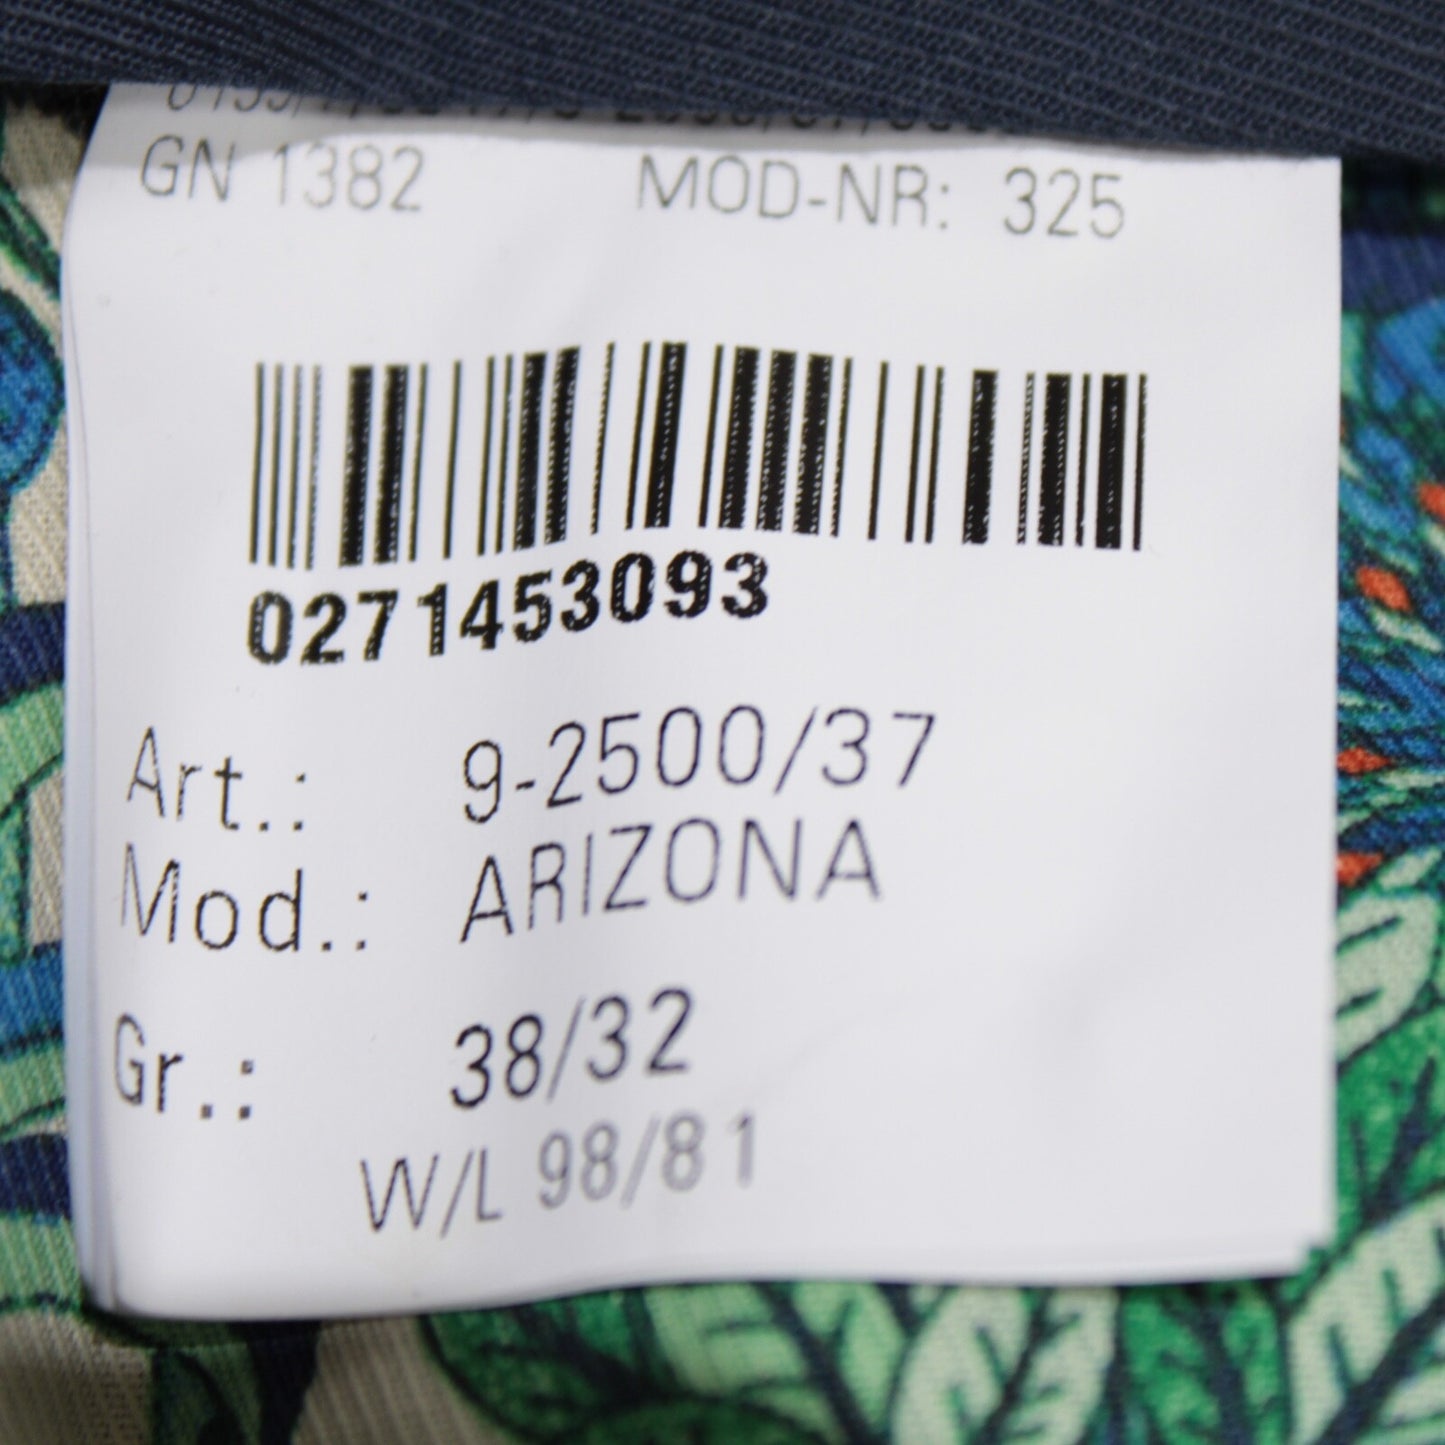 GN 1382 MOD-NR: 325
0271453093
Art.: 9-2500/37
Mod.: ARIZONA
Gr.: 38/32
W/L 98/81